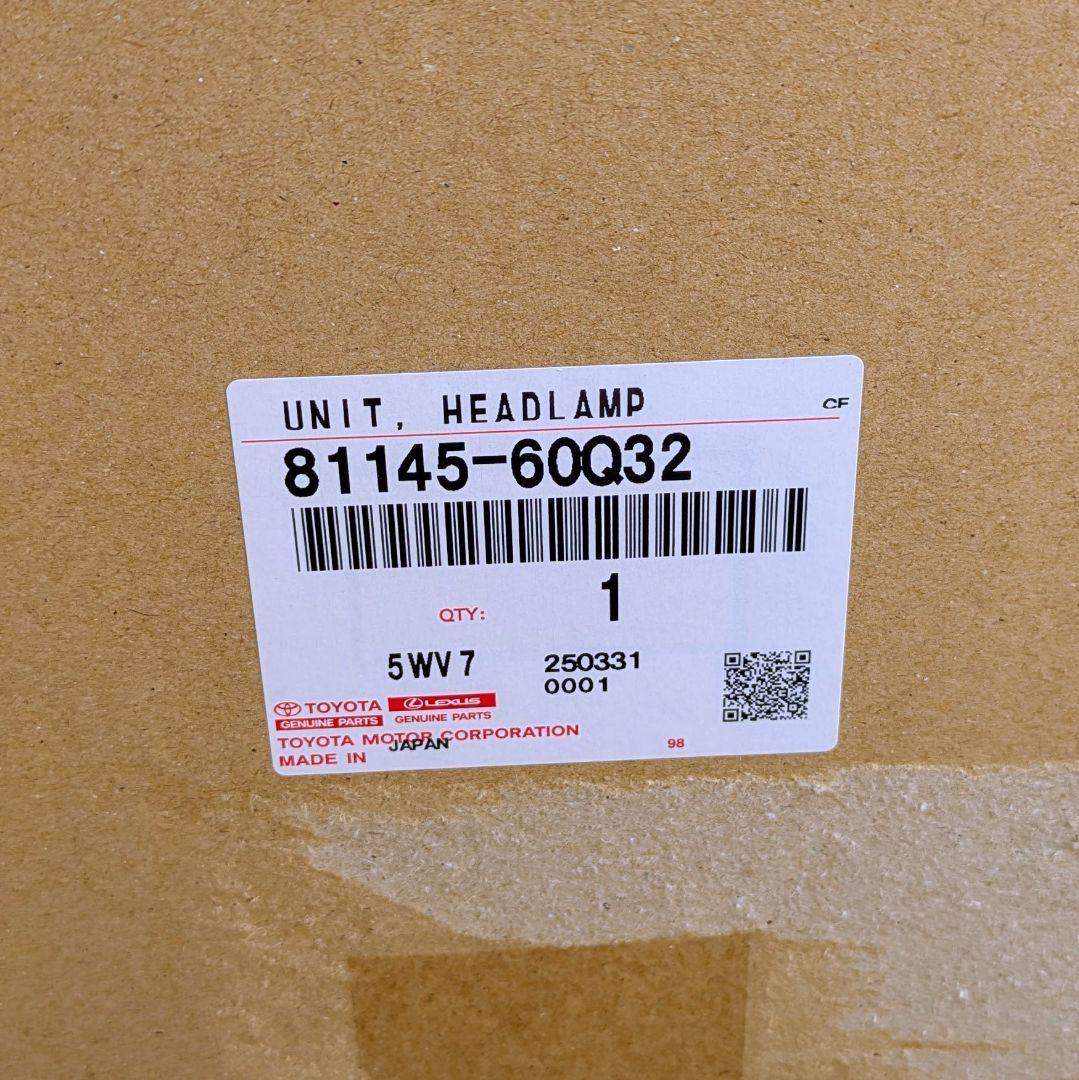 UNIT, HEADLAMP CF
81145-60Q32
QTY: 1
5WV7 250331
0001
TOYOTA LEXUS
GENUINE PARTS GENUINE PARTS
TOYOTA MOTOR CORPORATION
MADE IN JAPAN 98